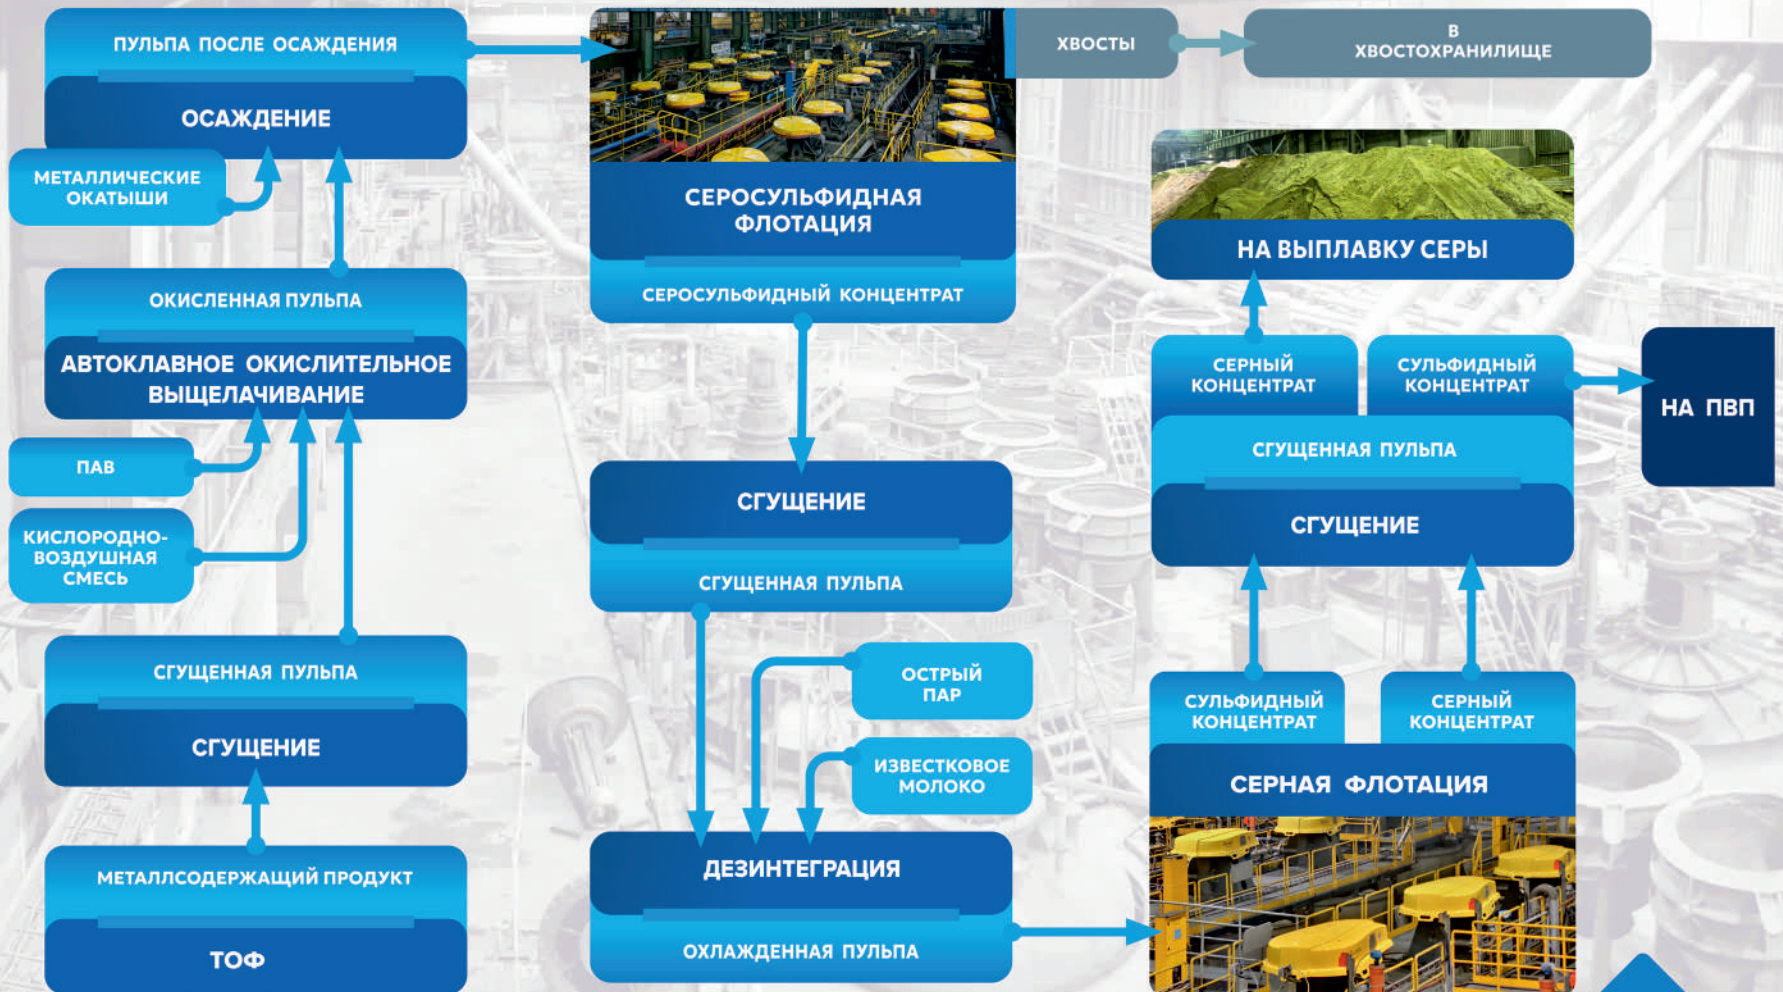 ПУЛЬПА ПОСЛЕ ОСАЖДЕНИЯ
ОСАЖДЕНИЕ
МЕТАЛЛИЧЕСКИЕ
ОКАТЫШИ
ОКИСЛЕННАЯ ПУЛЬПА
АВТОКЛАВНОЕ ОКИСЛИТЕЛЬНОЕ
ВЫЩЕЛАЧИВАНИЕ
ПАВ
КИСЛОРОДНО-
ВОЗДУШНАЯ
СМЕСЬ
СГУЩЕННАЯ ПУЛЬПА
СГУЩЕНИЕ
МЕТАЛЛСОДЕРЖАЩИЙ ПРОДУКТ
ТОФ
СЕРОСУЛЬФИДНАЯ
ФЛОТАЦИЯ
СЕРОСУЛЬФИДНЫЙ КОНЦЕНТРАТ
СГУЩЕНИЕ
СГУЩЕННАЯ ПУЛЬПА
ОСТРЫЙ
ПАР
ИЗВЕСТКОВОЕ
МОЛОКО
ДЕЗИНТЕГРАЦИЯ
ОХЛАЖДЕННАЯ ПУЛЬПА
ХВОСТЫ
В
ХВОСТОХРАНИЛИЩЕ
НА ВЫПЛАВКУ СЕРЫ
СЕРНЫЙ
КОНЦЕНТРАТ
СУЛЬФИДНЫЙ
КОНЦЕНТРАТ
НА ПВП
СГУЩЕННАЯ ПУЛЬПА
СГУЩЕНИЕ
СУЛЬФИДНЫЙ
КОНЦЕНТРАТ
СЕРНЫЙ
КОНЦЕНТРАТ
СЕРНАЯ ФЛОТАЦИЯ